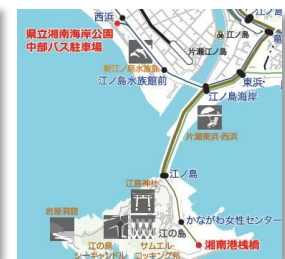 西浜
県立湘南海岸公園
中部バス駐車場
江ノ島
片瀬江ノ島
竜
新江ノ島水族館
江ノ島水族館前
東浜
江ノ島海岸
片瀬東浜・西浜
江ノ島
江島神社
岩屋洞窟
かながわ女性センター
江の島
湘南港桟橋
江の島
シーキャンドル
サムエル・
コッキング苑